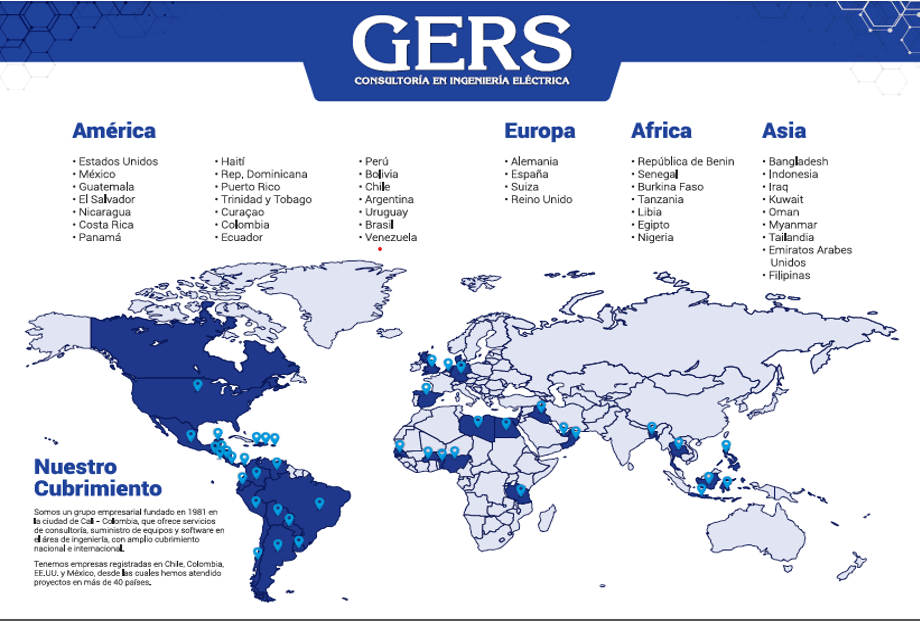 GERS
CONSULTORÍA EN INGENIERÍA ELÉCTRICA
América
• Estados Unidos
• México
• Guatemala
• El Salvador
• Nicaragua
• Costa Rica
• Panamá
• Haití
• Rep. Dominicana
• Puerto Rico
• Trinidad y Tobago
• Curaçao
• Colombia
• Ecuador
• Perú
• Bolivia
• Chile
• Argentina
• Uruguay
• Brasil
• Venezuela
Europa
• Alemania
• España
• Suiza
• Reino Unido
Africa
• República de Benin
• Senegal
• Burkina Faso
• Tanzania
• Libia
• Egipto
• Nigeria
Asia
• Bangladesh
• Indonesia
• Iraq
• Kuwait
• Oman
• Myanmar
• Tailandia
• Emiratos Arabes
Unidos
• Filipinas
Nuestro
Cubrimiento
Somos un grupo empresarial fundado en 1981 en
la ciudad de Cali – Colombia, que ofrece servicios
de consultoría, suministro de equipos y software en
el área de ingeniería, con amplio cubrimiento
nacional e internacional.
Tenemos empresas registradas en Chile, Colombia,
EE.UU. y México, desde las cuales hemos atendido
proyectos en más de 40 países.